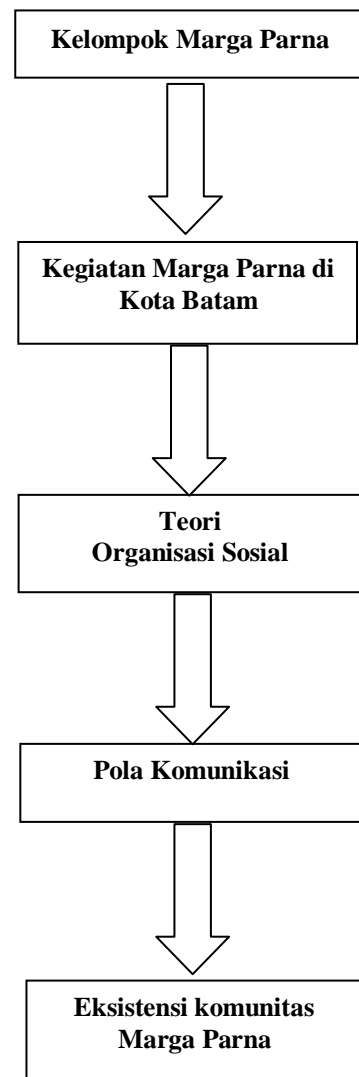 Kelompok Marga Parna
Kegiatan Marga Parna di
Kota Batam
Teori
Organisasi Sosial
Pola Komunikasi
Eksistensi komunitas
Marga Parna